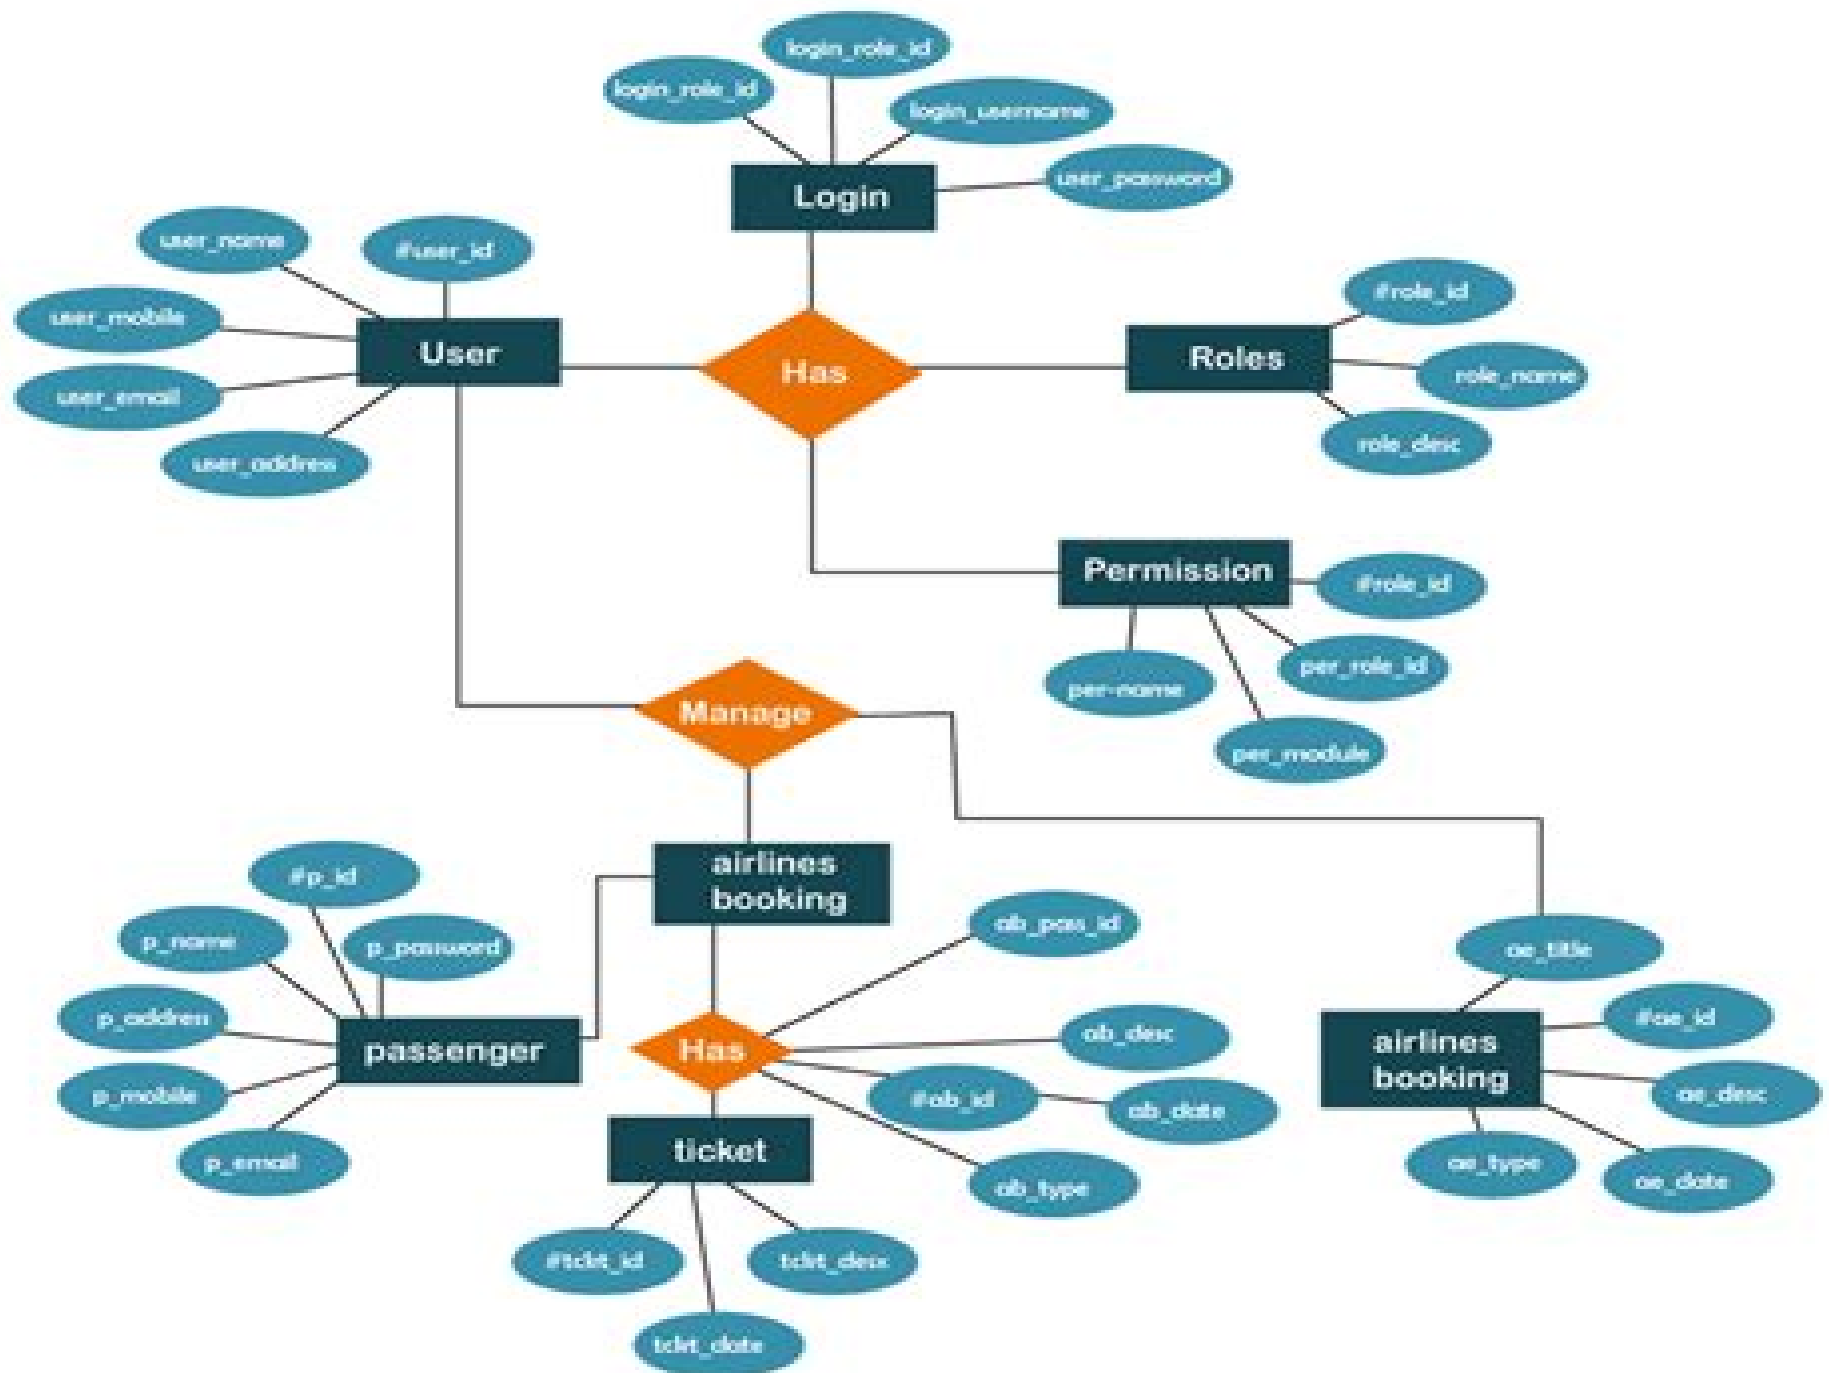 login_role_id
login_role_id
login_username
user_password
Login
user_name
#user_id
user_mobile
User
user_email
user_address
Has
#role_id
Roles
role_name
role_desc
Permission
#role_id
per_role_id
per-name
per_module
Manage
airlines
booking
#p_id
p_name
p_password
p_address
passenger
p_mobile
p_email
ab_pas_id
ab_desc
Has
#ab_id
ab_date
ab_type
ticket
#tckt_id
tckt_desc
tckt_date
ae_title
#ae_id
airlines
booking
ae_desc
ae_type
ae_date